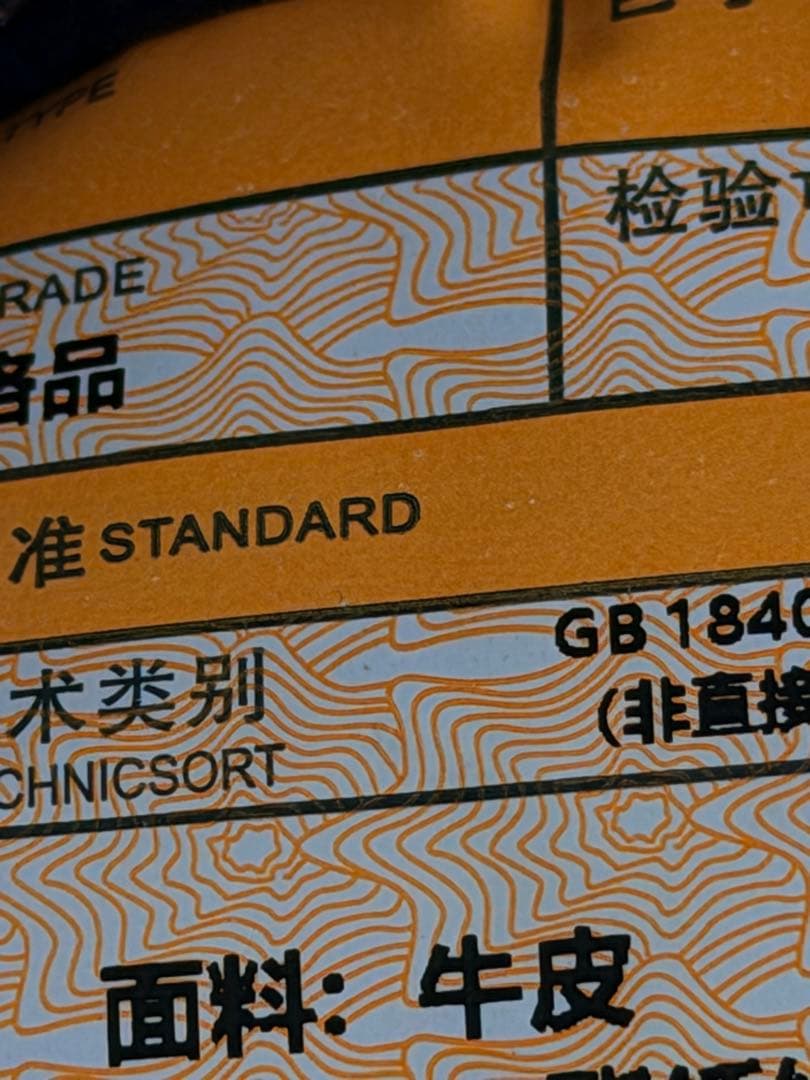 TYPE
检验
RADE
品
准 STANDARD
术类别
CHNICSORT
GB 1840
(非直接
面料：牛皮